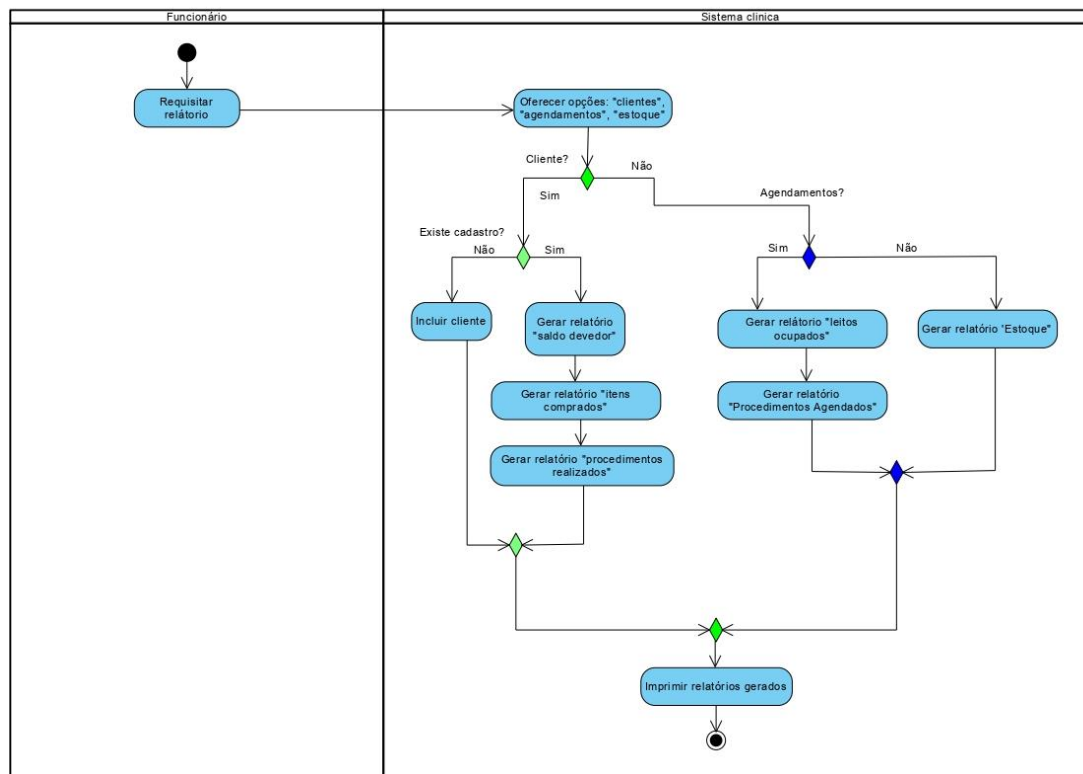 Funcionário
Sistema clinica
Requisitar
relátorio
Oferecer opções: "clientes",
"agendamentos", "estoque"
Cliente?
Não
Sim
Agendamentos?
Existe cadastro?
Não
Sim
Sim
Não
Incluir cliente
Gerar relatório
"saldo devedor"
Gerar relátorio "leitos
ocupados"
Gerar relatório "Estoque"
Gerar relatório "itens
comprados"
Gerar relatório
"Procedimentos Agendados"
Gerar relatório "procedimentos
realizados"
Imprimir relatórios gerados